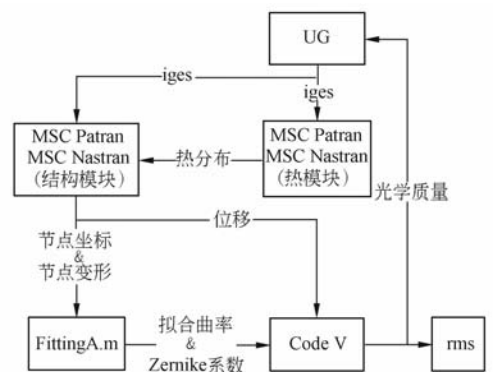 UG
iges
iges
MSC Patran
MSC Nastran
(结构模块)
热分布
MSC Patran
MSC Nastran
(热模块)
光学质量
位移
节点坐标
&
节点变形
FittingA.m
拟合曲率
&
Zernike系数
Code V
rms